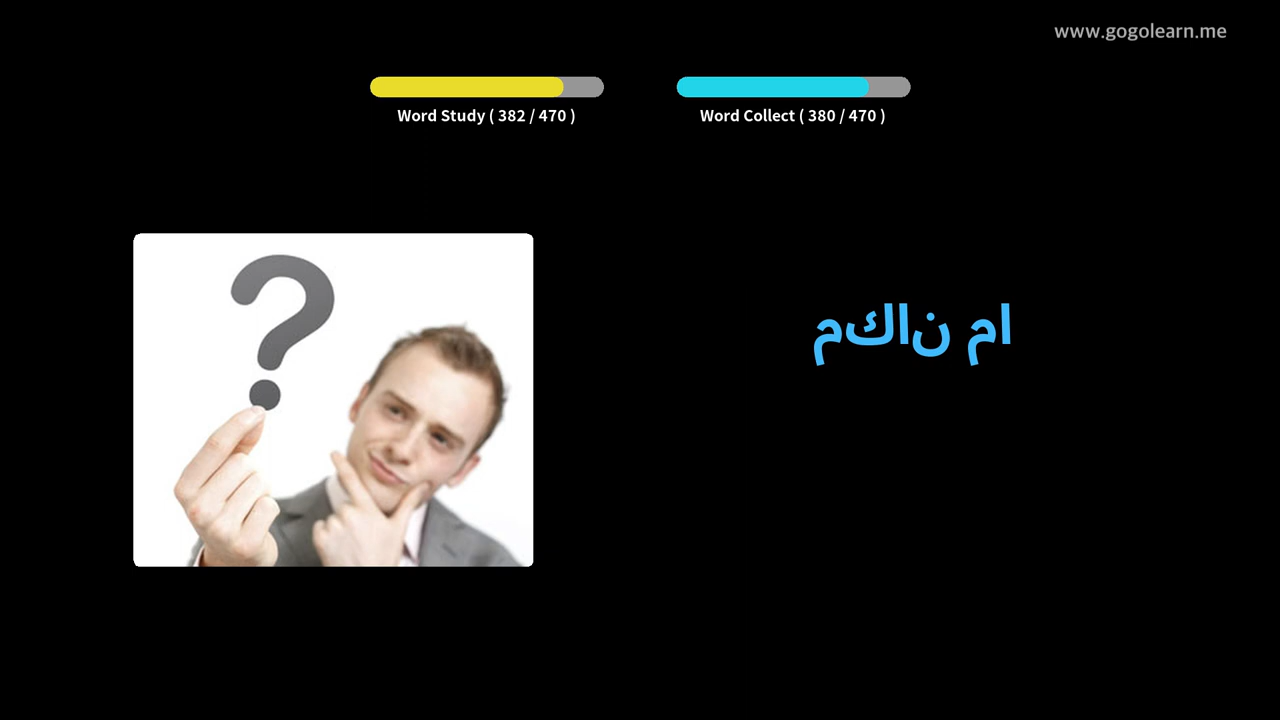 www.gogolearn.me
Word Study ( 382 / 470 )
Word Collect ( 380 / 470 )
مكان ما
?